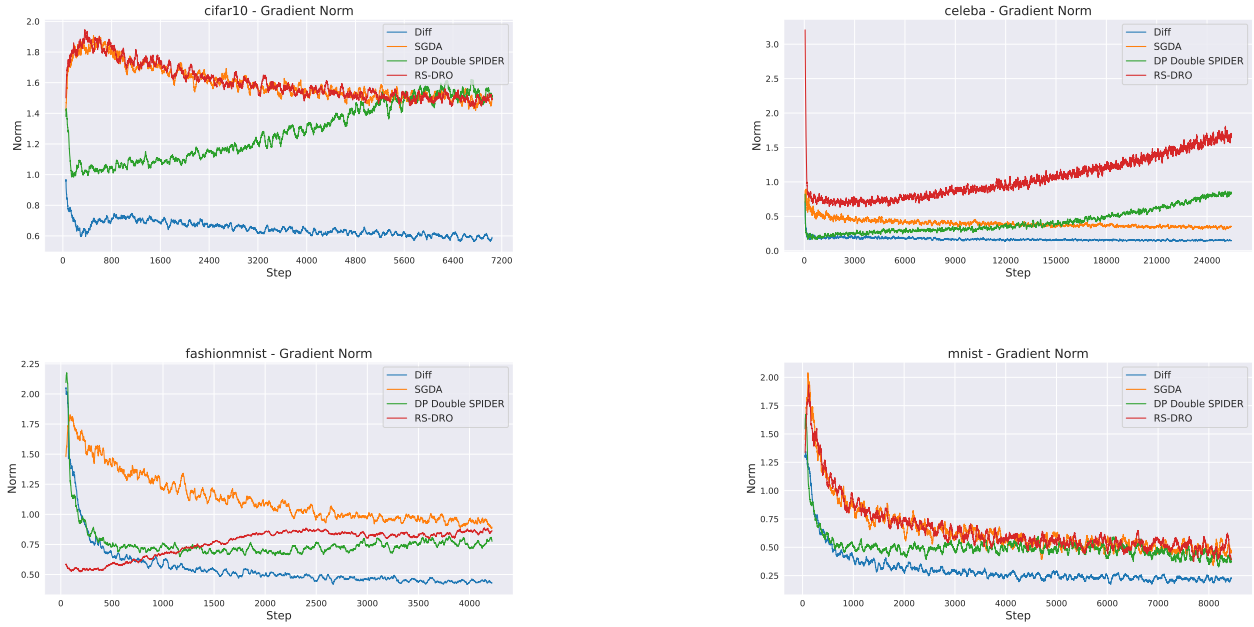 cifar10 - Gradient Norm
2.0
1.8
1.6
1.4
1.2
1.0
0.8
0.6
Norm
Diff
SGDA
DP Double SPIDER
RS-DRO
0 800 1600 2400 3200 4000 4800 5600 6400 7200
Step
celeba - Gradient Norm
3.0
2.5
2.0
1.5
1.0
0.5
0.0
Norm
Diff
SGDA
DP Double SPIDER
RS-DRO
0 3000 6000 9000 12000 15000 18000 21000 24000
Step
fashionmnist - Gradient Norm
2.25
2.00
1.75
1.50
1.25
1.00
0.75
0.50
Norm
Diff
SGDA
DP Double SPIDER
RS-DRO
0 500 1000 1500 2000 2500 3000 3500 4000
Step
mnist - Gradient Norm
2.00
1.75
1.50
1.25
1.00
0.75
0.50
0.25
Norm
Diff
SGDA
DP Double SPIDER
RS-DRO
0 1000 2000 3000 4000 5000 6000 7000 8000
Step